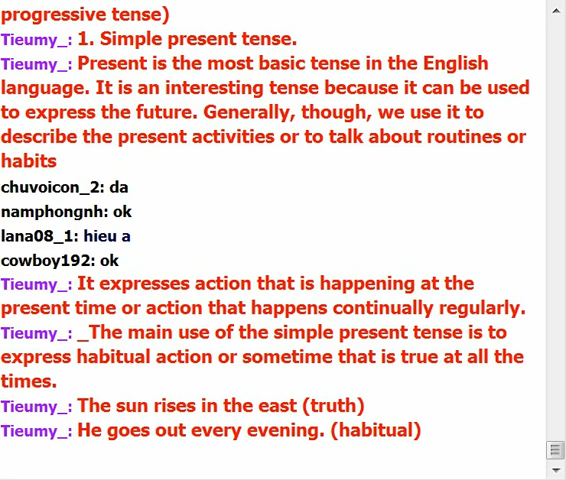 progressive tense)
Tieumy_: 1. Simple present tense.
Tieumy_: Present is the most basic tense in the English
language. It is an interesting tense because it can be used
to express the future. Generally, though, we use it to
describe the present activities or to talk about routines or
habits
chuvoicon_2: da
namphongnh: ok
lana08_1: hieu a
cowboy192: ok
Tieumy_: It expresses action that is happening at the
present time or action that happens continually regularly.
Tieumy_: _The main use of the simple present tense is to
express habitual action or sometime that is true at all the
times.
Tieumy_: The sun rises in the east (truth)
Tieumy_: He goes out every evening. (habitual)